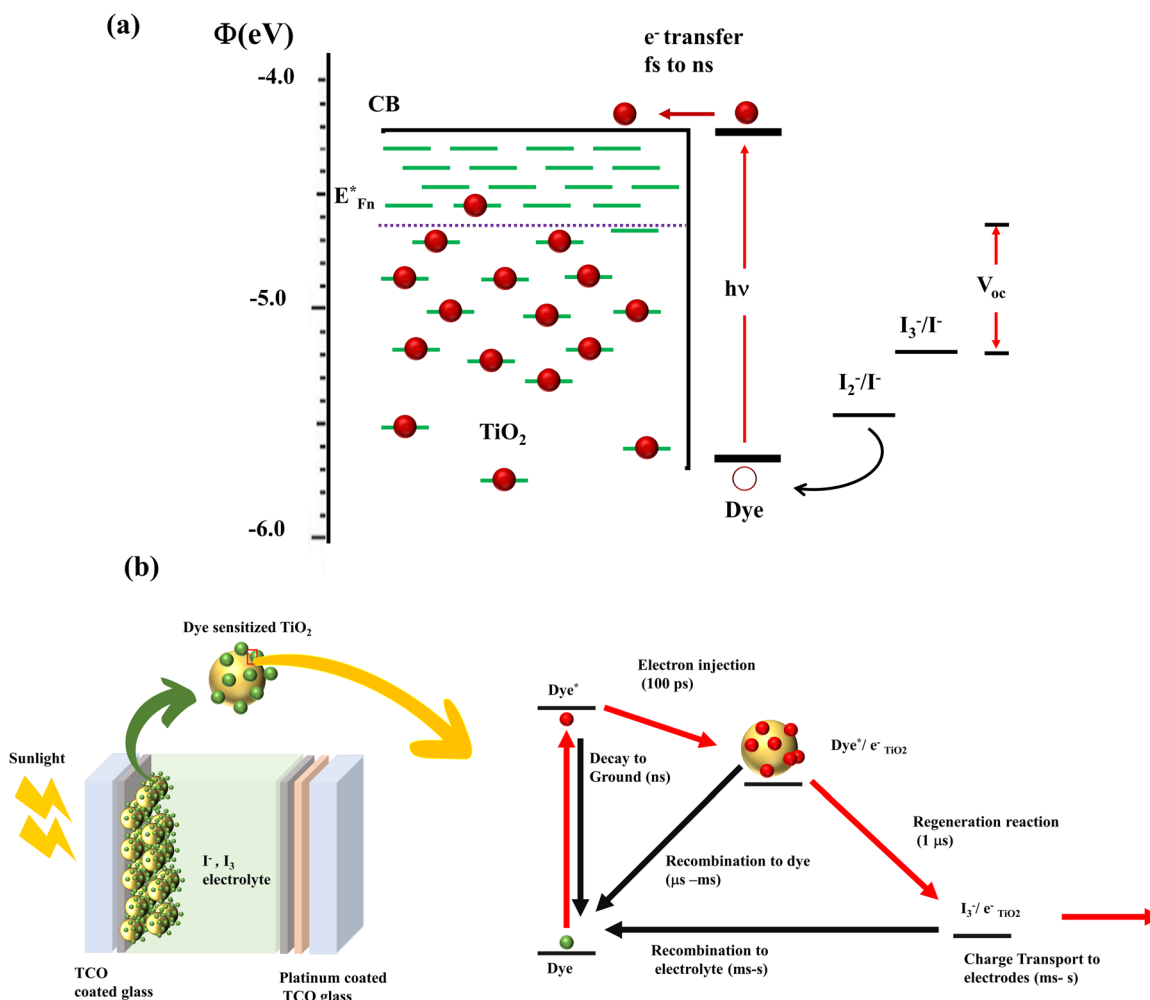 (a)
Φ(eV)
e⁻ transfer
fs to ns
-4.0
CB
E*Fn
-5.0
hν
Voc
I₃⁻/I⁻
I₂⁻/I⁻
TiO₂
Dye
-6.0
(b)
Dye sensitized TiO₂
Sunlight
I⁻, I₃
electrolyte
TCO
coated glass
Platinum coated
TCO glass
Electron injection
(100 ps)
Dye*
Dye*/ e⁻ TiO2
Decay to
Ground (ns)
Regeneration reaction
(1 μs)
Recombination to dye
(μs –ms)
I₃⁻/ e⁻ TiO2
Dye
Recombination to
electrolyte (ms-s)
Charge Transport to
electrodes (ms- s)